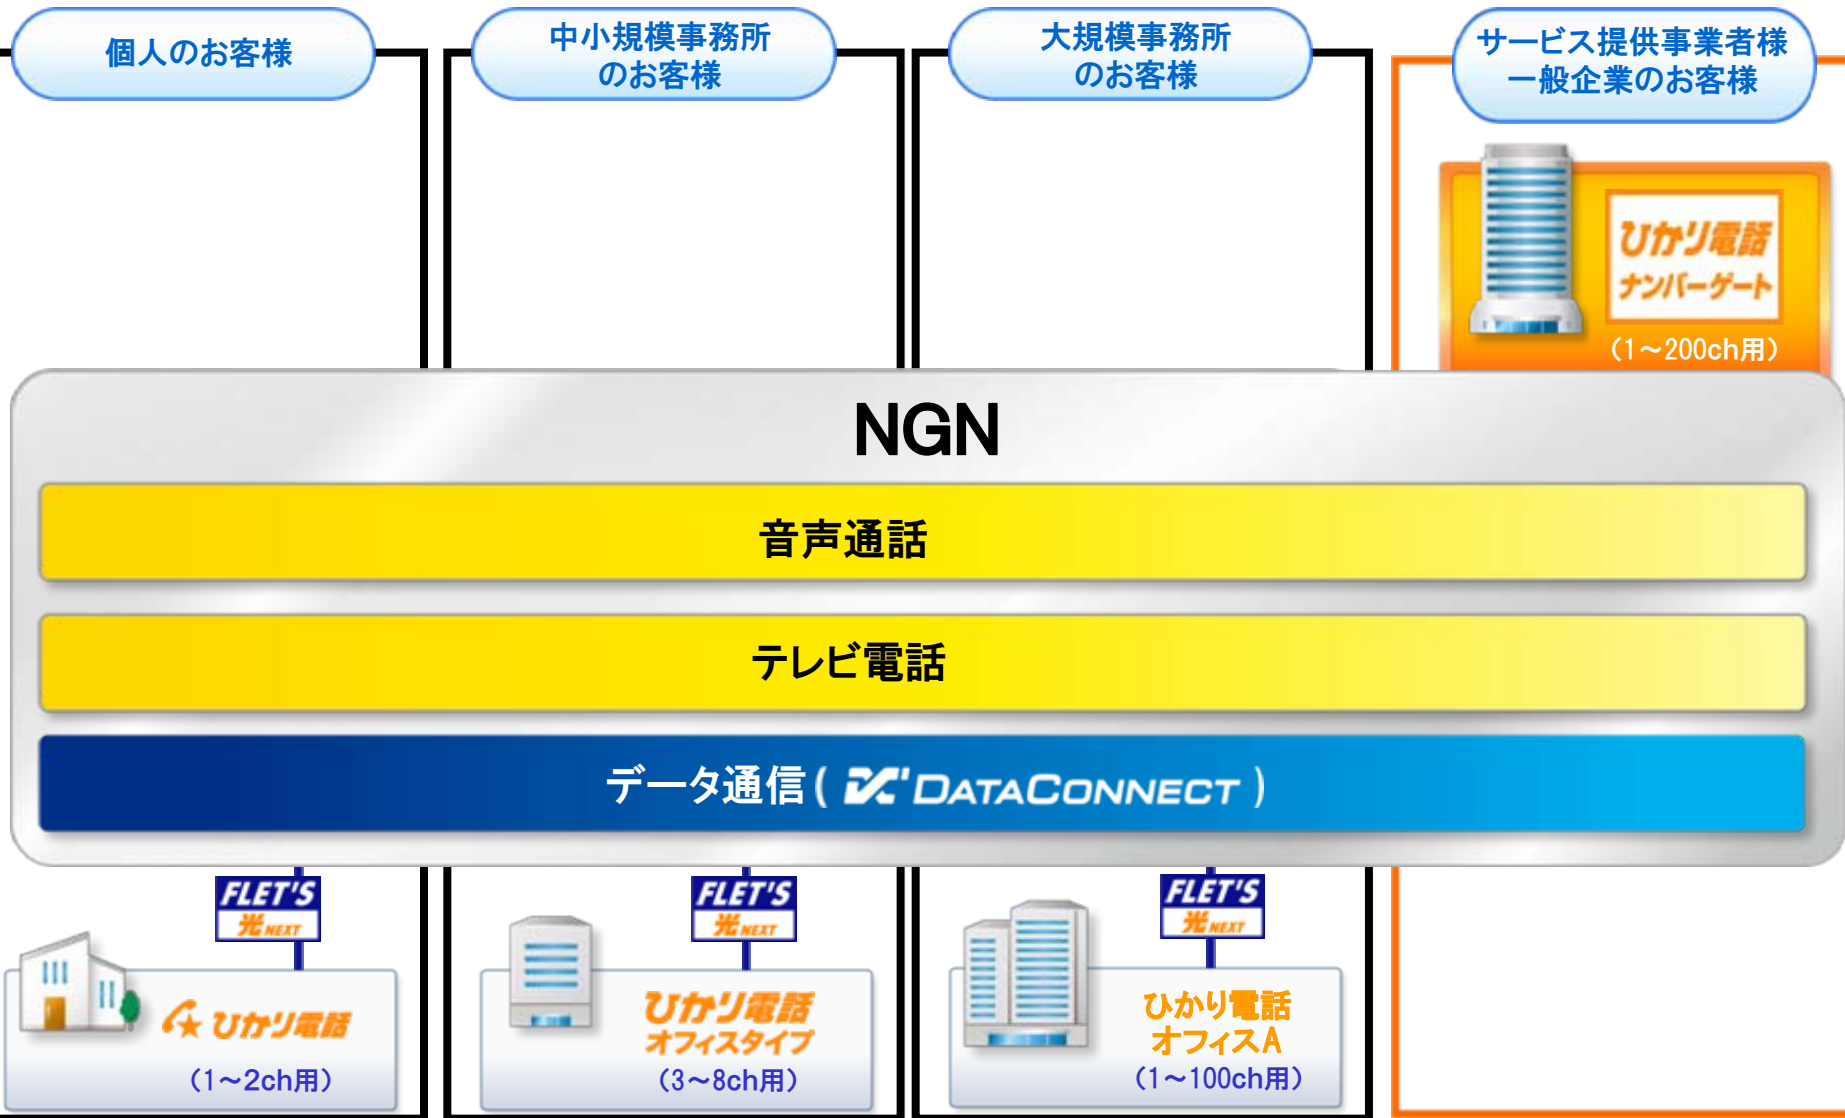 個人のお客様
中小規模事務所
のお客様
大規模事務所
のお客様
サービス提供事業者様
一般企業のお客様
ひかり電話
ナンバーゲート
(1～200ch用)
NGN
音声通話
テレビ電話
データ通信( DATACONNECT )
FLET'S
光NEXT
ひかり電話
(1～2ch用)
FLET'S
光NEXT
ひかり電話
オフィスタイプ
(3～8ch用)
FLET'S
光NEXT
ひかり電話
オフィスA
(1～100ch用)